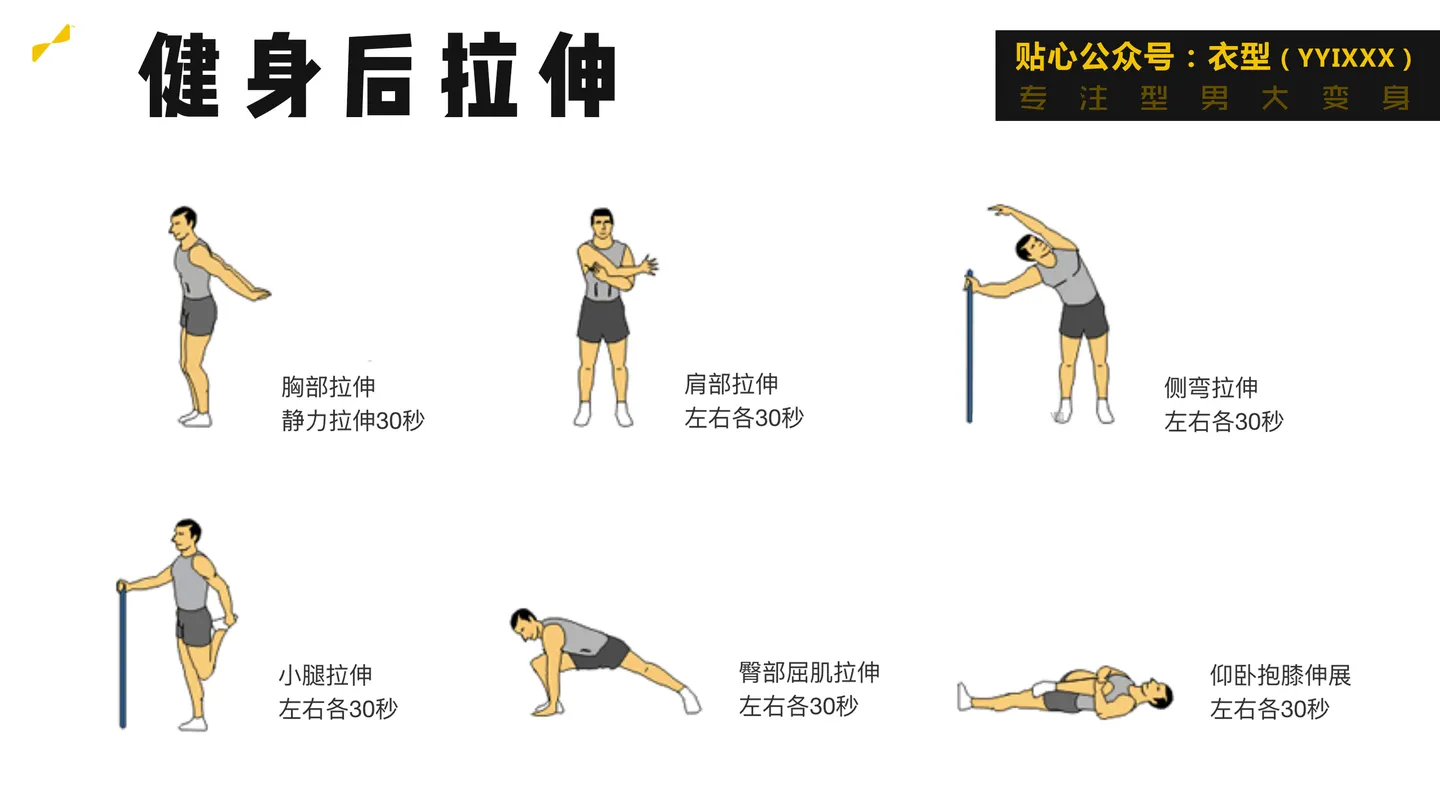 健身后拉伸
贴心公众号：衣型（YYIXXX）
专注型男大变身
胸部拉伸
静力拉伸30秒
肩部拉伸
左右各30秒
侧弯拉伸
左右各30秒
小腿拉伸
左右各30秒
臀部屈肌拉伸
左右各30秒
仰卧抱膝伸展
左右各30秒